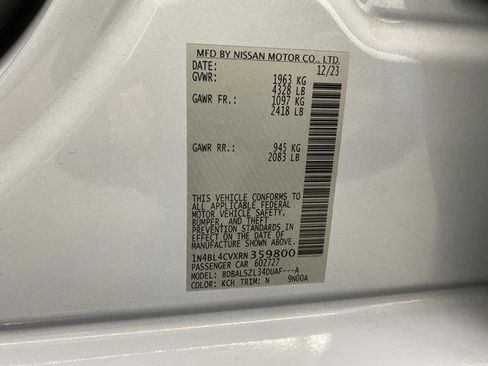 MFD BY NISSAN MOTOR CO., LTD.
DATE: 12/23
GVWR: 1963 KG
4328 LB
GAWR FR.: 1097 KG
2418 LB
GAWR RR.: 945 KG
2083 LB
THIS VEHICLE CONFORMS TO
ALL APPLICABLE FEDERAL
MOTOR VEHICLE SAFETY,
BUMPER, AND THEFT
PREVENTION STANDARDS IN
EFFECT ON THE DATE OF
MANUFACTURE SHOWN ABOVE.
1N4BL4CVXRN359800
PASSENGER CAR 602727
MODEL: BDBALSZL34DUAF---A
COLOR: KCH TRIM: N 9N00A